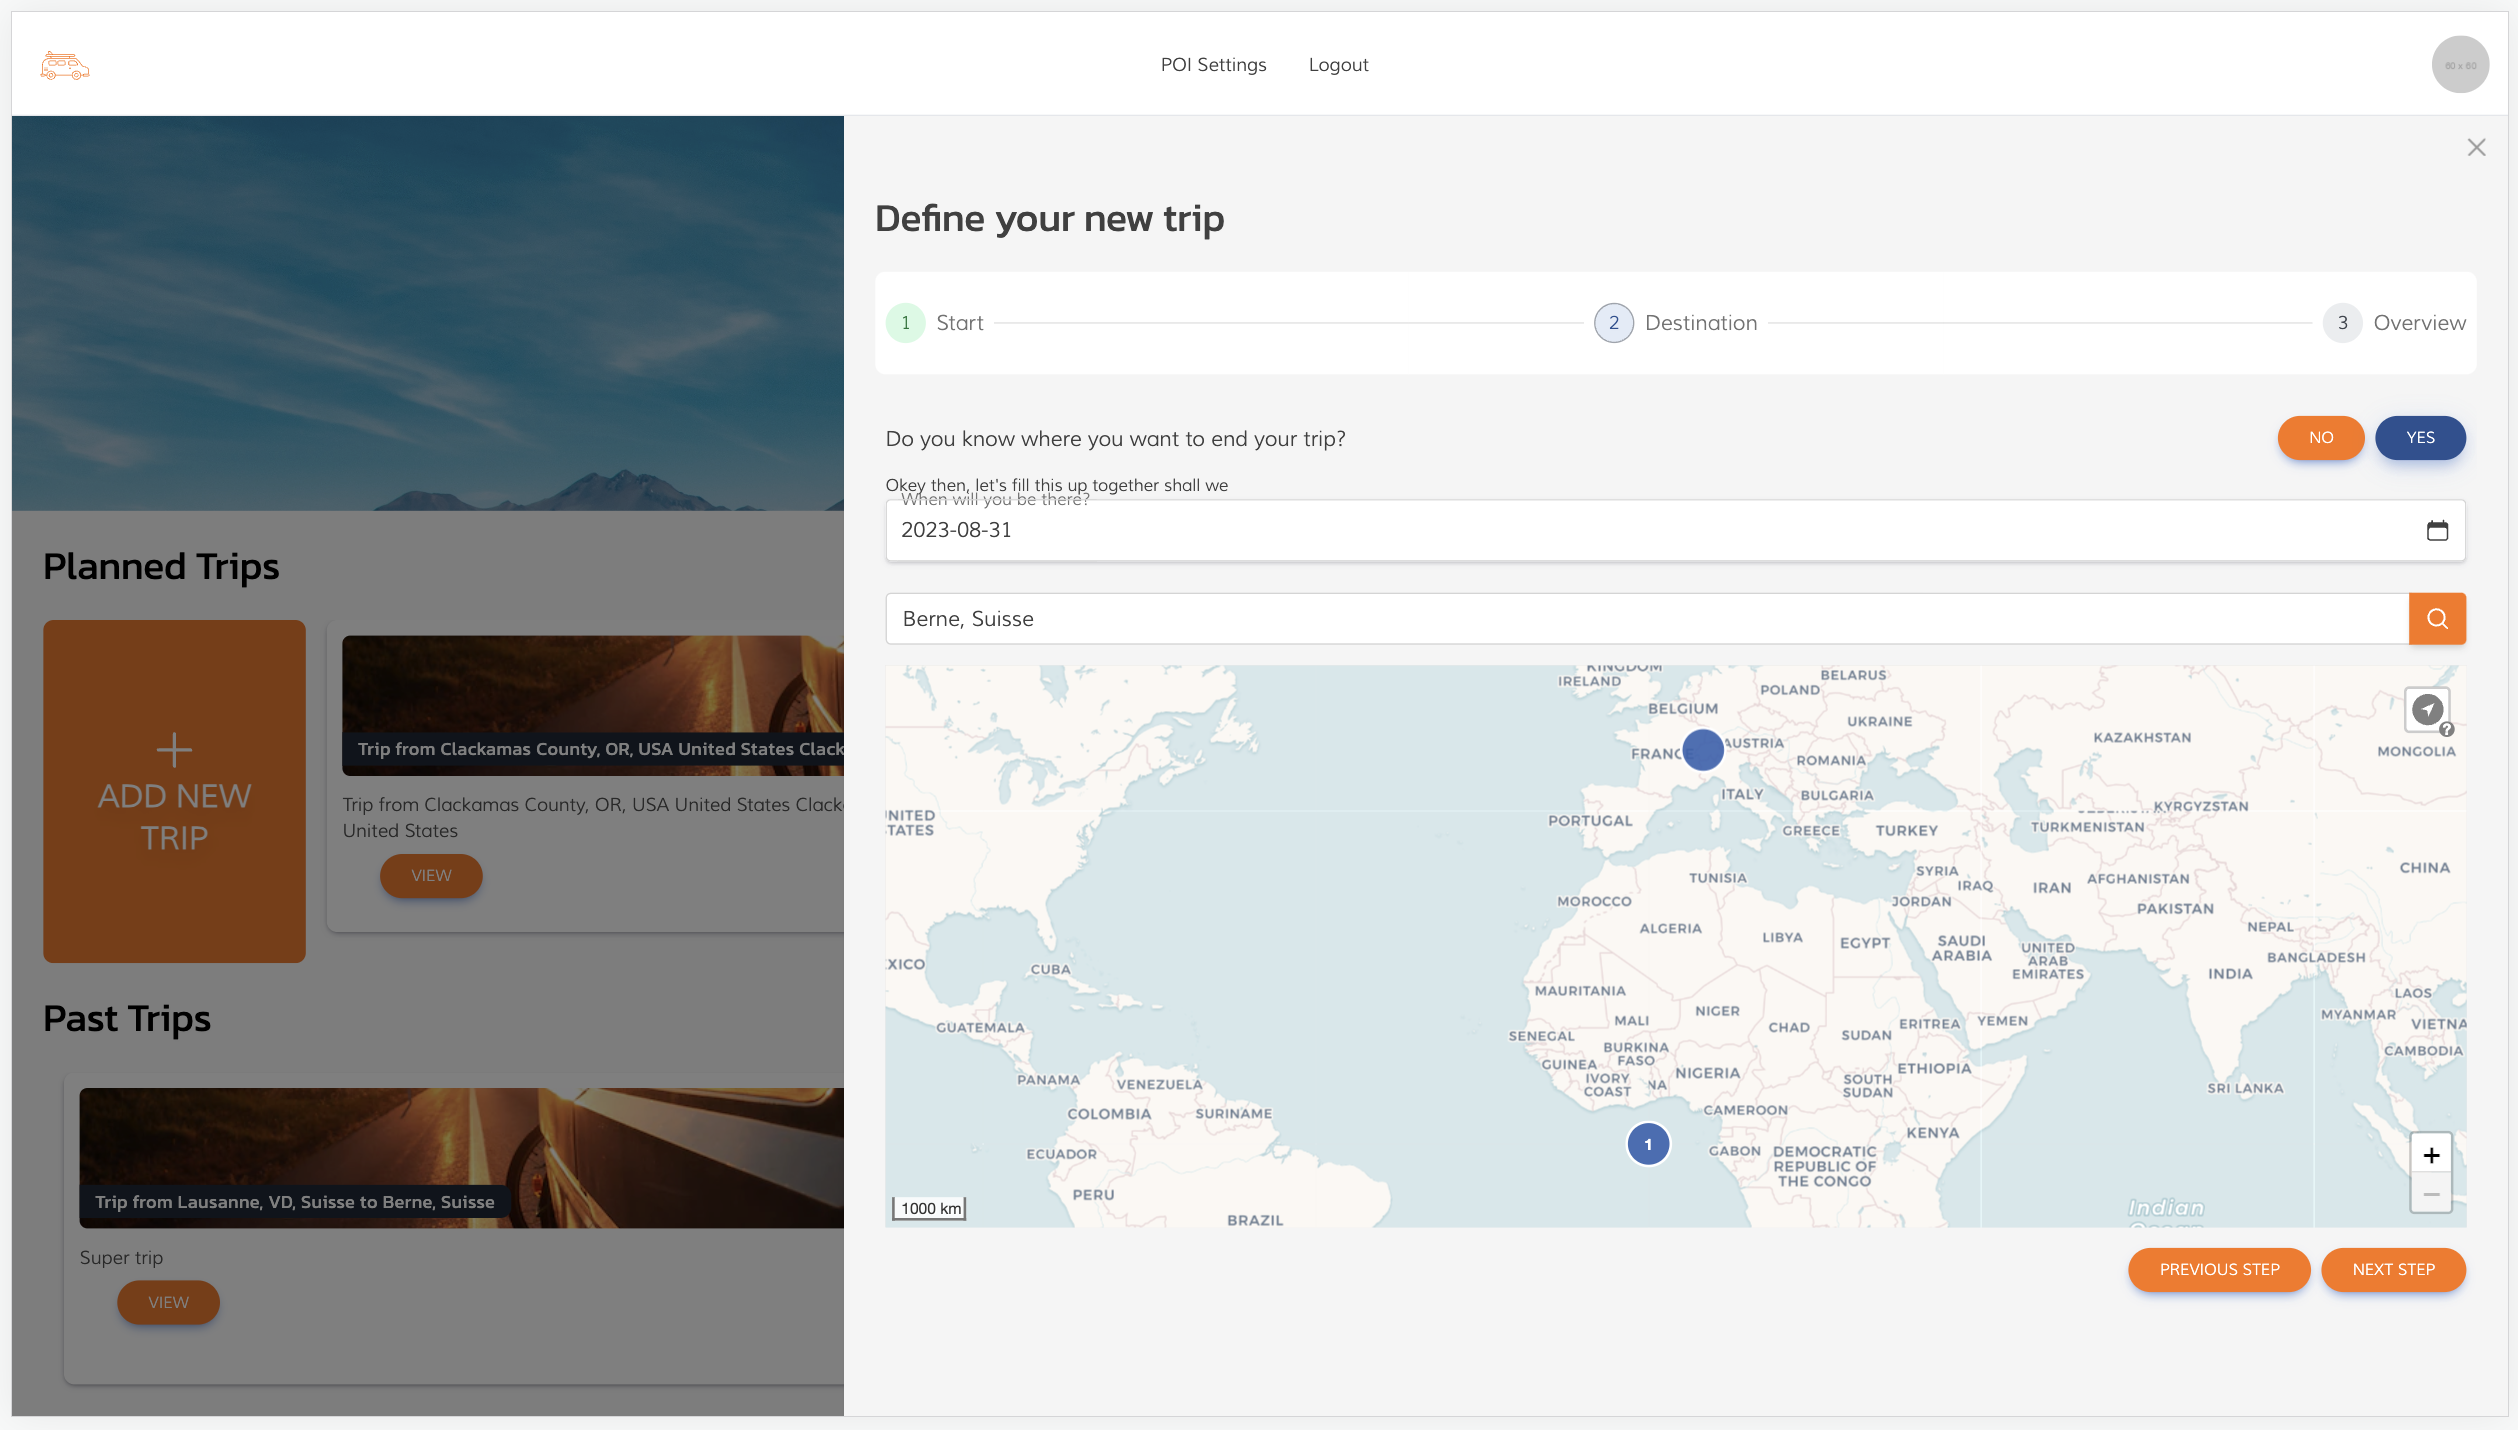 POI Settings
Logout
60 x 60
Define your new trip
1 Start
2 Destination
3 Overview
Do you know where you want to end your trip?
NO
YES
Okey then, let's fill this up together shall we
When will you be there?
2023-08-31
Berne, Suisse
Planned Trips
ADD NEW
TRIP
Trip from Clackamas County, OR, USA United States Clack
Trip from Clackamas County, OR, USA United States Clack
United States
VIEW
Past Trips
Trip from Lausanne, VD, Suisse to Berne, Suisse
Super trip
VIEW
KINGDOM
IRELAND
BELARUS
POLAND
BELGIUM
UKRAINE
FRANCE
AUSTRIA
KAZAKHSTAN
MONGOLIA
?
ROMANIA
ITALY
BULGARIA
KYRGYZSTAN
NITED
TATES
PORTUGAL
GREECE
TURKEY
TURKMENISTAN
TUNISIA
SYRIA
IRAQ
IRAN
AFGHANISTAN
CHINA
MOROCCO
JORDAN
PAKISTAN
ALGERIA
LIBYA
EGYPT
SAUDI
ARABIA
UNITED
ARAB
EMIRATES
NEPAL
BANGLADESH
INDIA
XICO
CUBA
MAURITANIA
NIGER
LAOS
MYANMAR
VIETNA
GUATEMALA
SENEGAL
MALI
CHAD
SUDAN
ERITREA
YEMEN
BURKINA
FASO
CAMBODIA
GUINEA
IVORY
COAST
NA
NIGERIA
SOUTH
SUDAN
ETHIOPIA
SRI LANKA
PANAMA
VENEZUELA
COLOMBIA
SURINAME
CAMEROON
KENYA
1
ECUADOR
GABON
DEMOCRATIC
REPUBLIC OF
THE CONGO
PERU
BRAZIL
Indian
Ocean
1000 km
+
−
PREVIOUS STEP
NEXT STEP